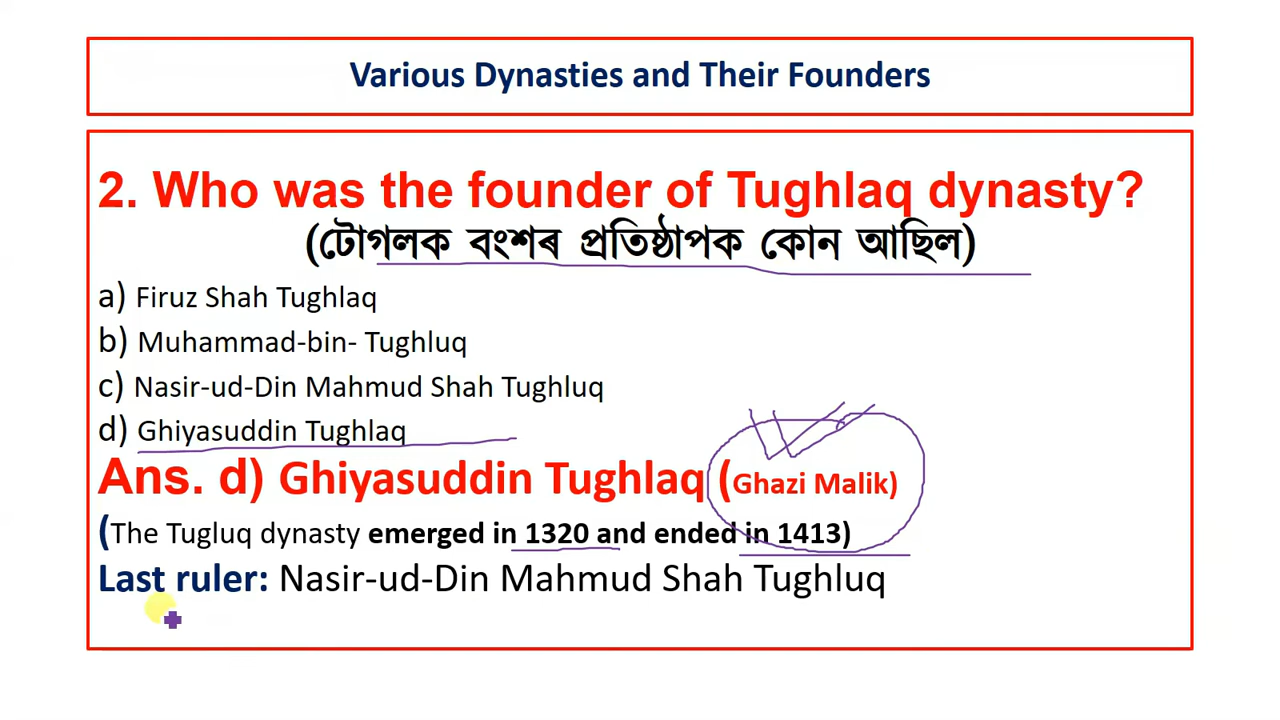 Various Dynasties and Their Founders
2. Who was the founder of Tughlaq dynasty?
(টোগলক বংশৰ প্ৰতিষ্ঠাপক কোন আছিল)
a) Firuz Shah Tughlaq
b) Muhammad-bin- Tughluq
c) Nasir-ud-Din Mahmud Shah Tughluq
d) Ghiyasuddin Tughlaq
Ans. d) Ghiyasuddin Tughlaq (Ghazi Malik)
(The Tugluq dynasty emerged in 1320 and ended in 1413)
Last ruler: Nasir-ud-Din Mahmud Shah Tughluq